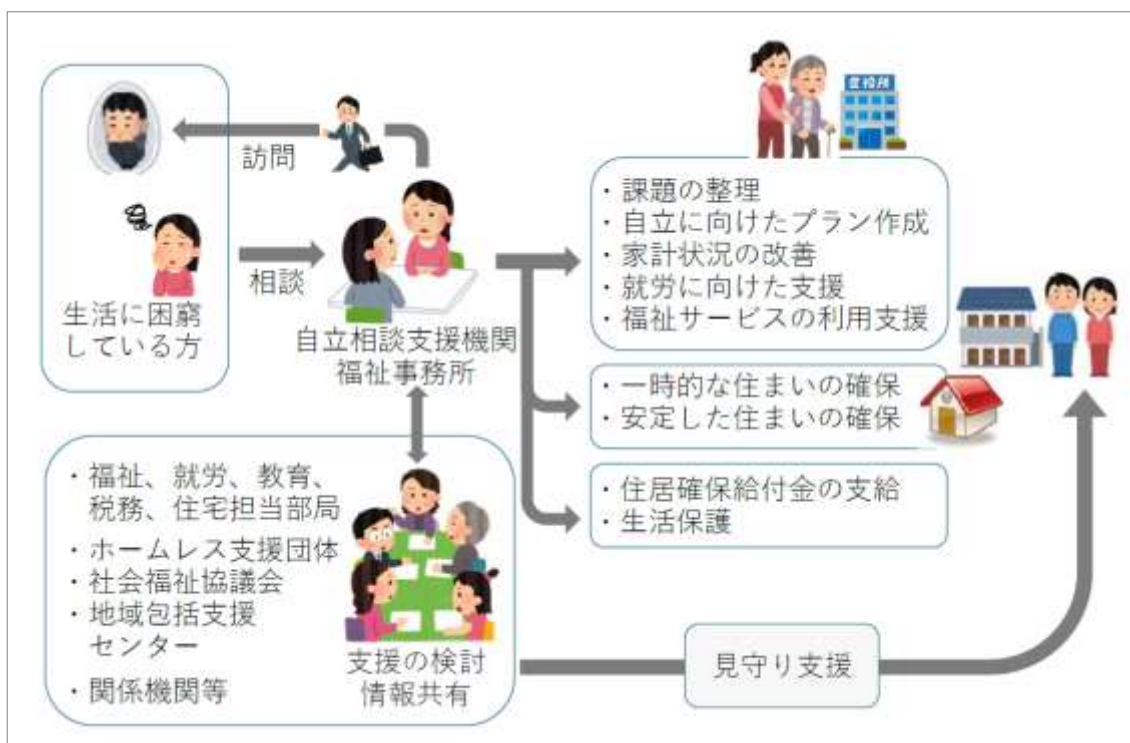 訪問
相談
生活に困窮
している方
自立相談支援機関
福祉事務所
・課題の整理
・自立に向けたプラン作成
・家計状況の改善
・就労に向けた支援
・福祉サービスの利用支援
・一時的な住まいの確保
・安定した住まいの確保
・住居確保給付金の支給
・生活保護
・福祉、就労、教育、
税務、住宅担当部局
・ホームレス支援団体
・社会福祉協議会
・地域包括支援
センター
・関係機関等
支援の検討
情報共有
見守り支援